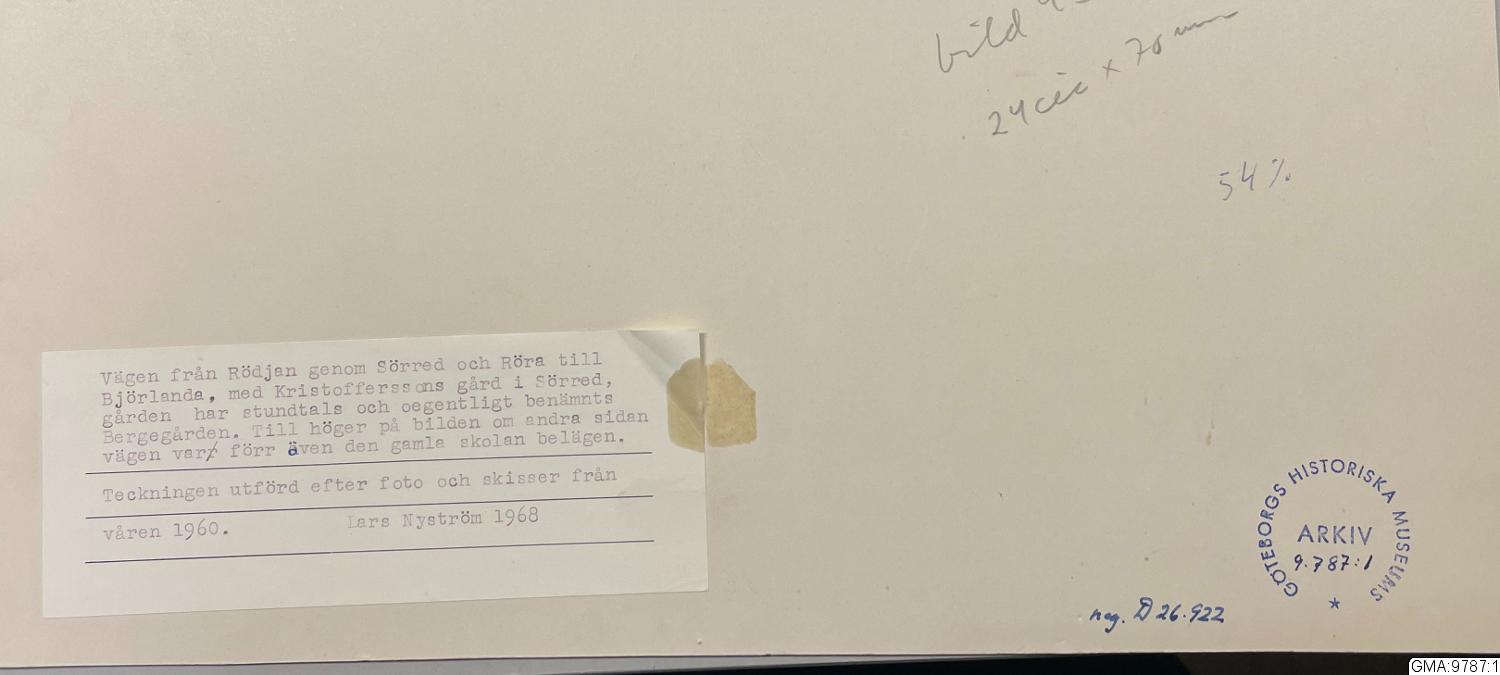 bild
24 cic x 70 mm
54 %
Vägen från Rödjan genom Sörred och Röra till
Björlanda, med Kristofferssons gård i Sörred,
gården har stundtals och oegentligt benämnts
Bergegården. Till höger på bilden om andra sidan
vägen var förr även den gamla skolan belägen.
Teckningen utförd efter foto och skisser från
våren 1960. Lars Nyström 1968
GÖTEBORGS HISTORISKA MUSEUMS
ARKIV
9.787:1
*
neg. D 26.922
GMA:9787:1